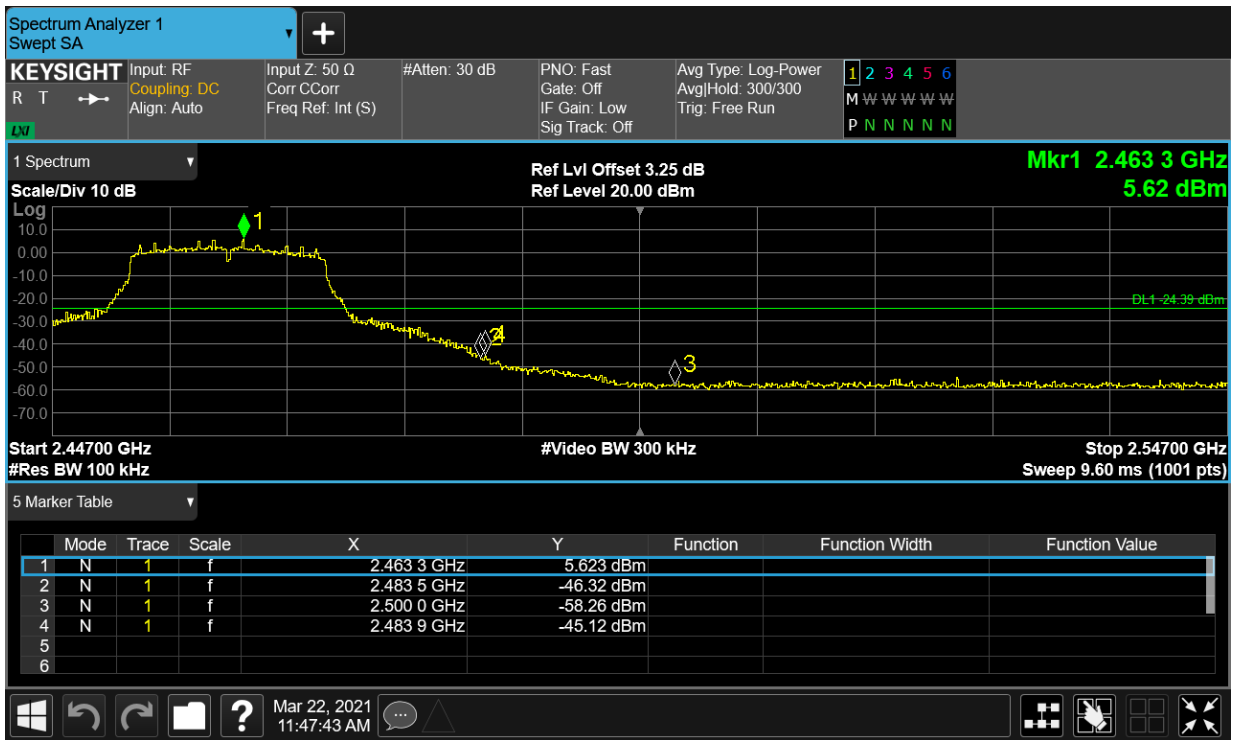 Spectrum Analyzer 1
Swept SA
+
KEYSIGHT
R T
LXI
Input: RF
Coupling: DC
Align: Auto
Input Z: 50 Ω
Corr CCorr
Freq Ref: Int (S)
#Atten: 30 dB
PNO: Fast
Gate: Off
IF Gain: Low
Sig Track: Off
Avg Type: Log-Power
Avg|Hold: 300/300
Trig: Free Run
1 2 3 4 5 6
M W W W W W
P N N N N N
1 Spectrum
Scale/Div 10 dB
Ref Lvl Offset 3.25 dB
Ref Level 20.00 dBm
Mkr1 2.463 3 GHz
5.62 dBm
Log
10.0
0.00
-10.0
-20.0
-30.0
-40.0
-50.0
-60.0
-70.0
1
4
3
DL1 -24.39 dBm
Start 2.44700 GHz
#Res BW 100 kHz
#Video BW 300 kHz
Stop 2.54700 GHz
Sweep 9.60 ms (1001 pts)
5 Marker Table
Mode Trace Scale X Y Function Function Width Function Value
1 N 1 f 2.463 3 GHz 5.623 dBm
2 N 1 f 2.483 5 GHz -46.32 dBm
3 N 1 f 2.500 0 GHz -58.26 dBm
4 N 1 f 2.483 9 GHz -45.12 dBm
5
6
?
Mar 22, 2021
11:47:43 AM